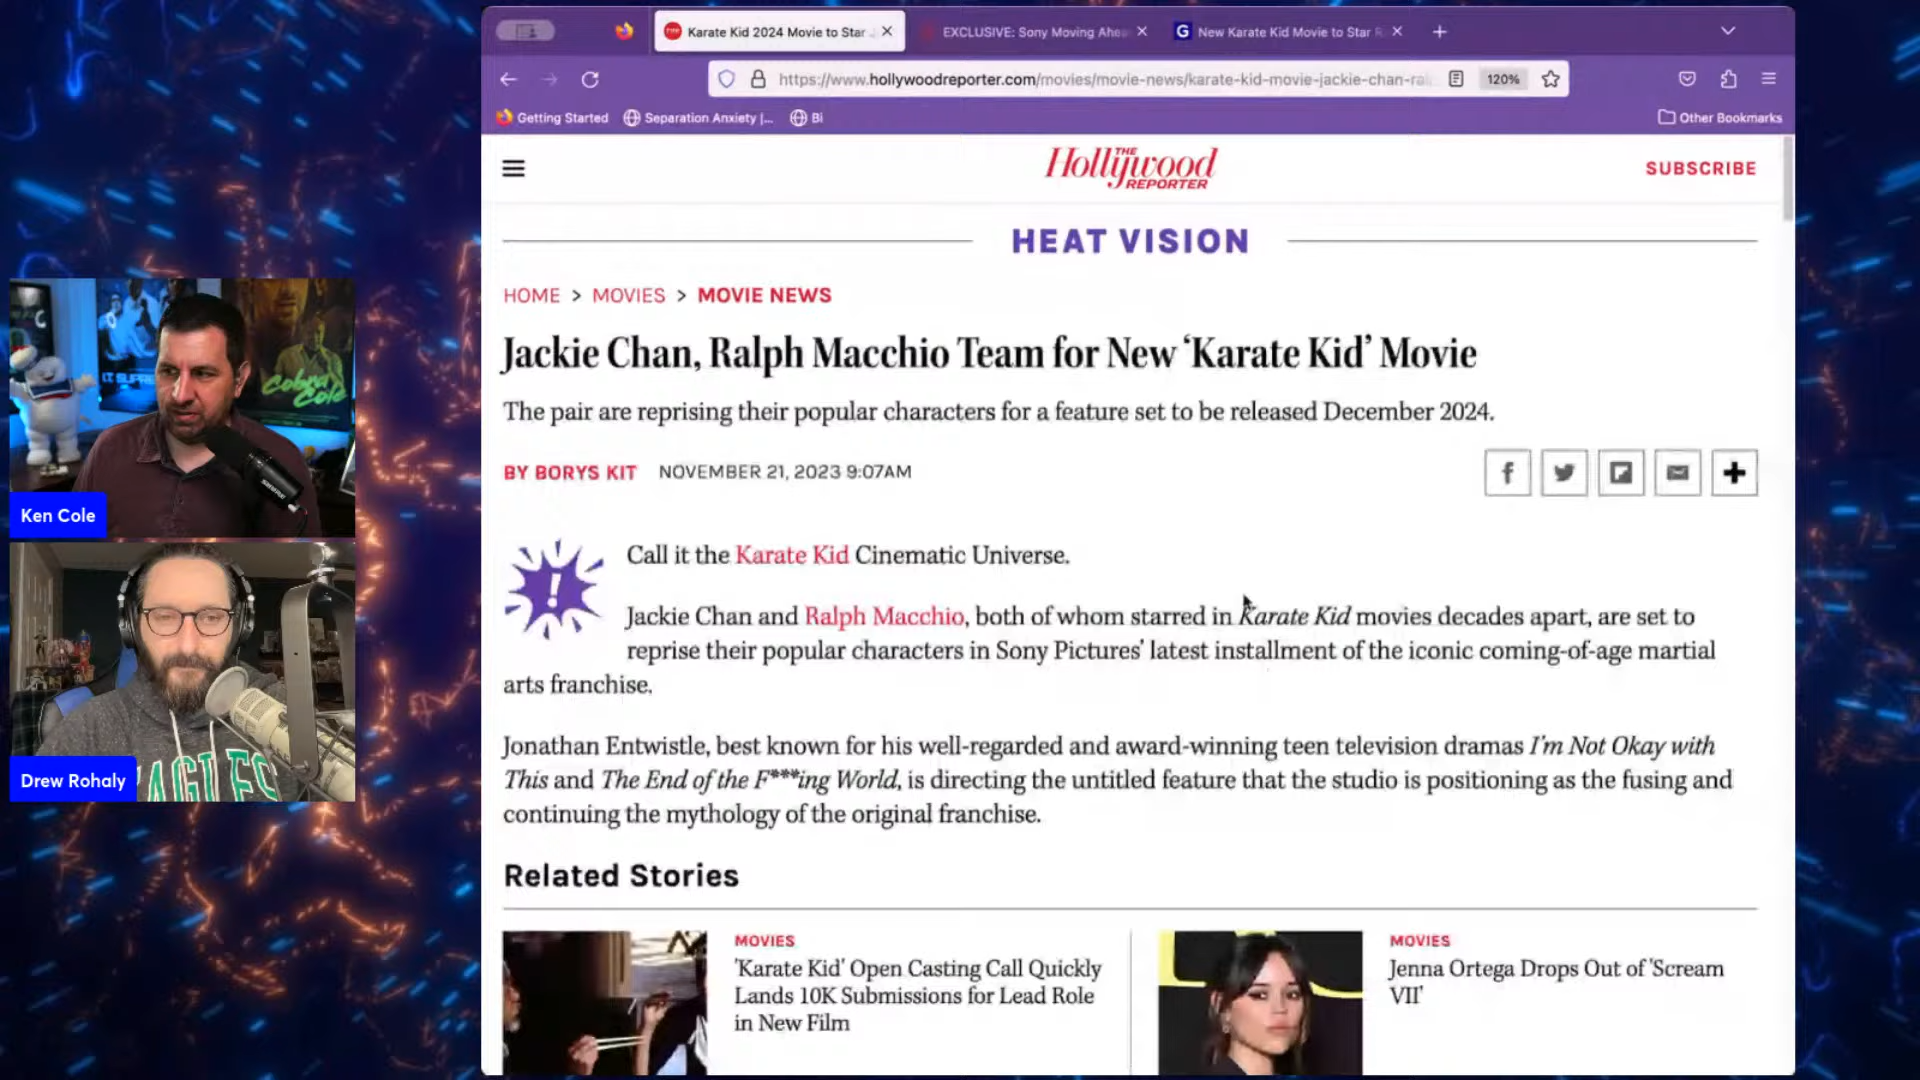 Karate Kid 2024 Movie to Star
EXCLUSIVE: Sony Moving Ahea
G New Karate Kid Movie to Star R
https://www.hollywoodreporter.com/movies/movie-news/karate-kid-movie-jackie-chan-ral
120%
Getting Started
Separation Anxiety |...
Bi
Other Bookmarks
The Hollywood REPORTER
SUBSCRIBE
HEAT VISION
HOME > MOVIES > MOVIE NEWS
Jackie Chan, Ralph Macchio Team for New ‘Karate Kid’ Movie
The pair are reprising their popular characters for a feature set to be released December 2024.
BY BORYS KIT NOVEMBER 21, 2023 9:07AM
Call it the Karate Kid Cinematic Universe.
Jackie Chan and Ralph Macchio, both of whom starred in Karate Kid movies decades apart, are set to
reprise their popular characters in Sony Pictures' latest installment of the iconic coming-of-age martial
arts franchise.
Jonathan Entwistle, best known for his well-regarded and award-winning teen television dramas I'm Not Okay with
This and The End of the F***ing World, is directing the untitled feature that the studio is positioning as the fusing and
continuing the mythology of the original franchise.
Related Stories
MOVIES
'Karate Kid' Open Casting Call Quickly
Lands 10K Submissions for Lead Role
in New Film
MOVIES
Jenna Ortega Drops Out of 'Scream
VII'
Cobra
Cole
Ken Cole
EAGLES
Drew Rohaly